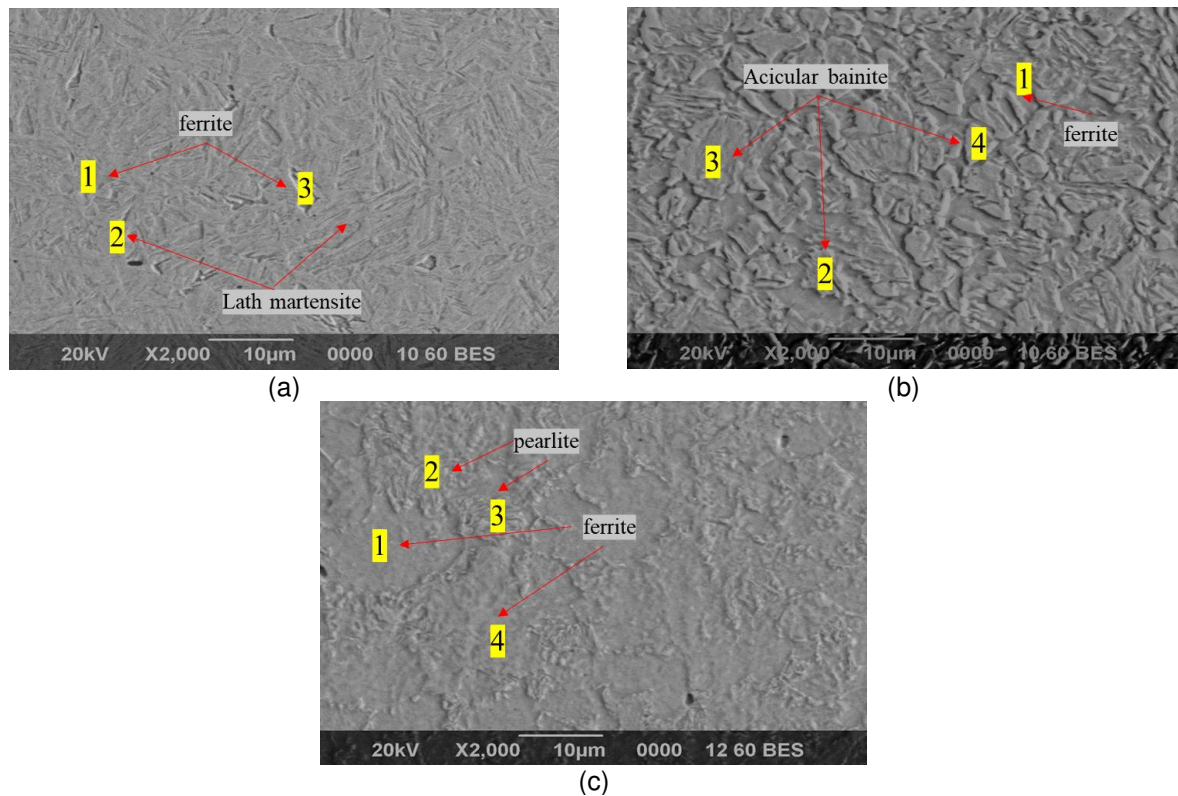 ferrite
1
3
2
Lath martensite
20kV X2,000 10µm 0000 10 60 BES
(a)
Acicular bainite
1
ferrite
4
3
2
20kV X2,000 10µm 0000 10 60 BES
(b)
pearlite
2
3
ferrite
1
4
20kV X2,000 10µm 0000 12 60 BES
(c)